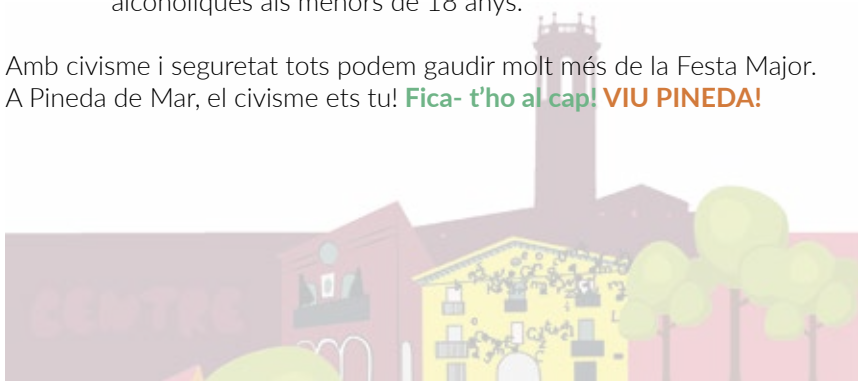 alcohòliques als menors de 18 anys.
Amb civisme i seguretat tots podem gaudir molt més de la Festa Major.
A Pineda de Mar, el civisme ets tu! Fica- t’ho al cap! VIU PINEDA!
CENTRE